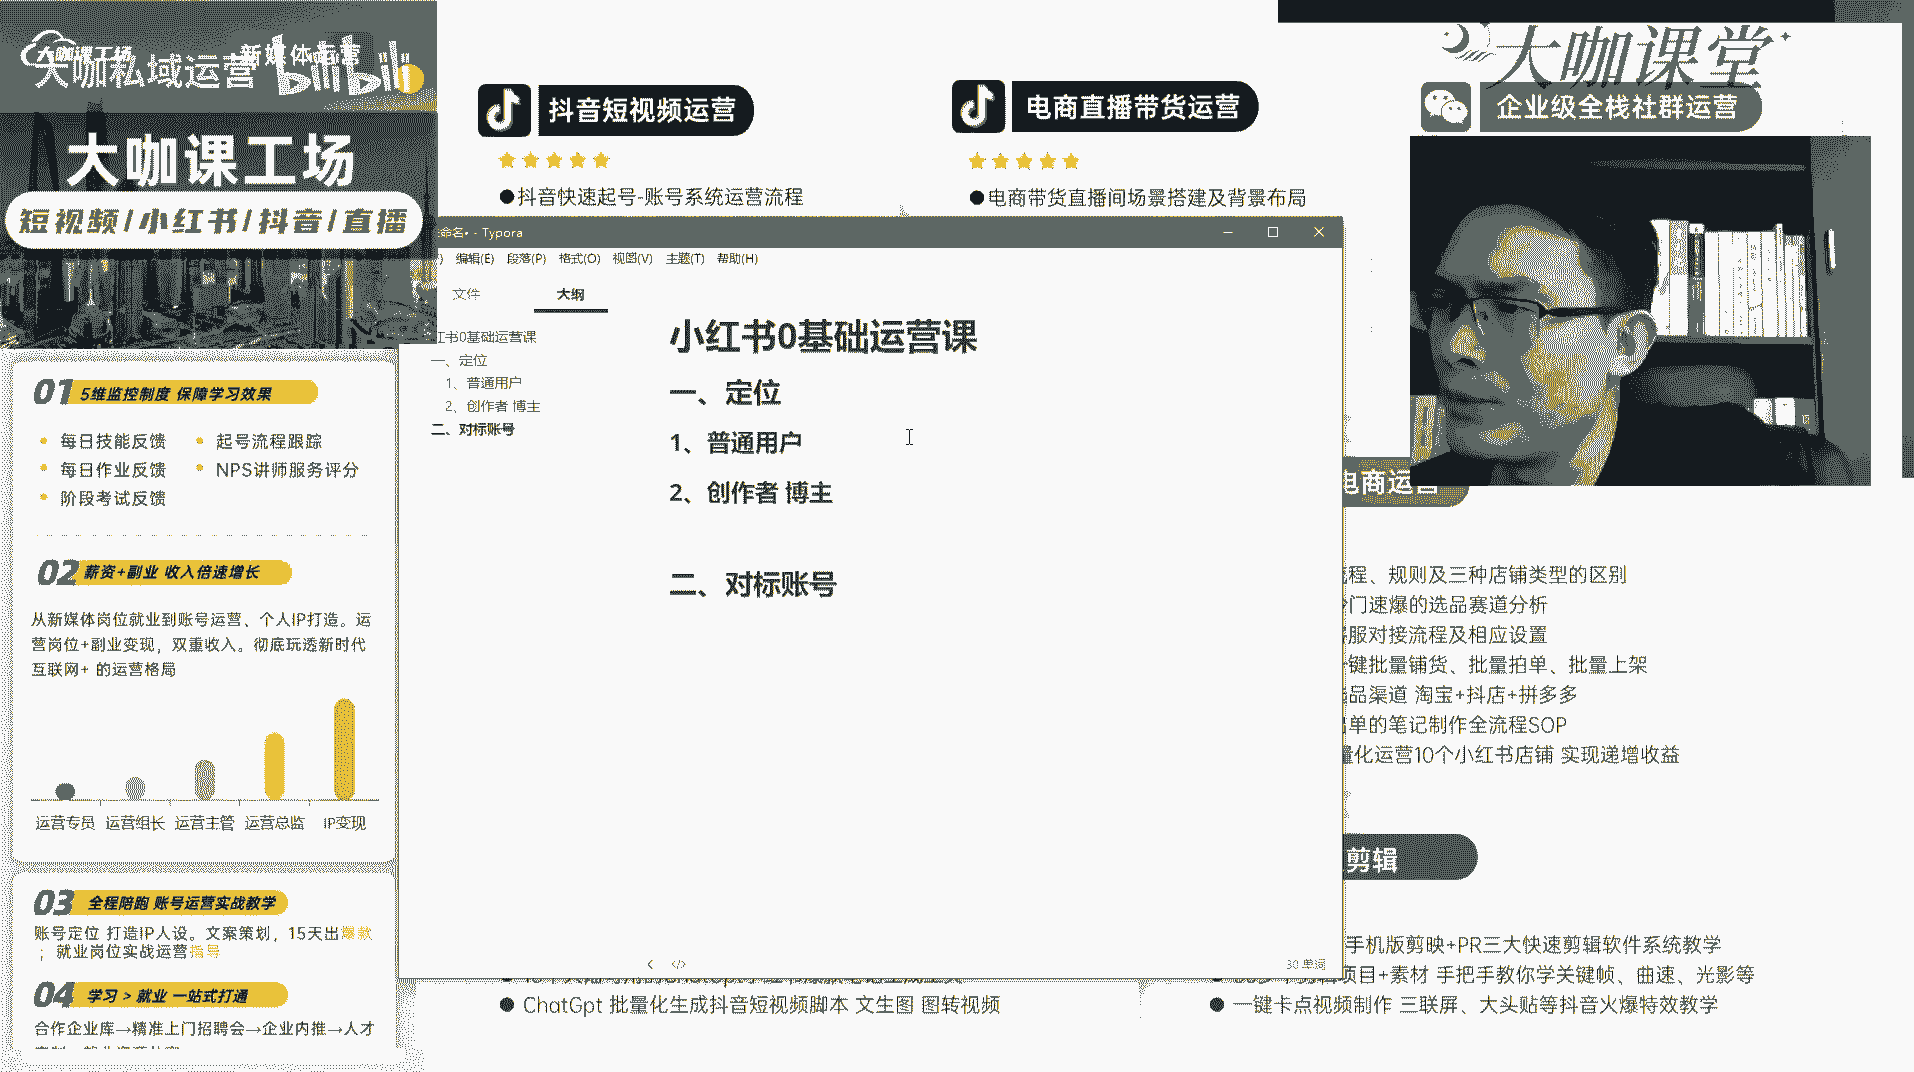 大咖课工场
新媒体运营
大咖私域运营
bilibili
大咖课工场
短视频/小红书/抖音/直播
01 5维监控制度 保障学习效果
每日技能反馈 起号流程跟踪
每日作业反馈 NPS讲师服务评分
阶段考试反馈
02 薪资+副业 收入倍速增长
从新媒体岗位就业到账号运营、个人IP打造。运
营岗位+副业变现，双重收入。彻底玩透新时代
互联网+ 的运营格局
运营专员 运营组长 运营主管 运营总监 IP变现
03 全程陪跑 账号运营实战教学
账号定位 打造IP人设。文案策划，15天出爆款
；就业岗位实战运营指导
04 学习 > 就业 一站式打通
合作企业库→精准上门招聘会→企业内推→人才
抖音短视频运营
●抖音快速起号-账号系统运营流程
电商直播带货运营
●电商带货直播间场景搭建及背景布局
大咖课堂
企业级全栈社群运营
命名• - Typora
编辑(E) 段落(P) 格式(O) 视图(V) 主题(T) 帮助(H)
文件 大纲
红书0基础运营课
一、定位
1、普通用户
2、创作者 博主
二、对标账号
小红书0基础运营课
一、定位
1、普通用户
2、创作者 博主
二、对标账号
30 单词
电商运营
流程、规则及三种店铺类型的区别
冷门速爆的选品赛道分析
客服对接流程及相应设置
一键批量铺货、批量拍单、批量上架
选品渠道 淘宝+抖店+拼多多
出单的笔记制作全流程SOP
量化运营10个小红书店铺 实现递增收益
剪辑
手机版剪映+PR三大快速剪辑软件系统教学
项目+素材 手把手教你学关键帧、曲速、光影等
● 一键卡点视频制作 三联屏、大头贴等抖音火爆特效教学
● ChatGpt 批量化生成抖音短视频脚本 文生图 图转视频